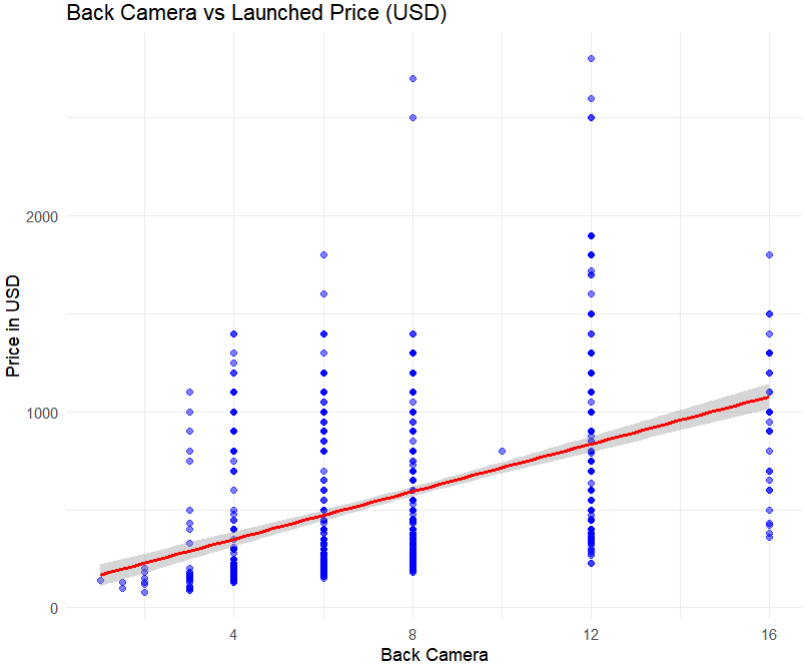 Back Camera vs Launched Price (USD)
Price in USD
2000
1000
0
4 8 12 16
Back Camera